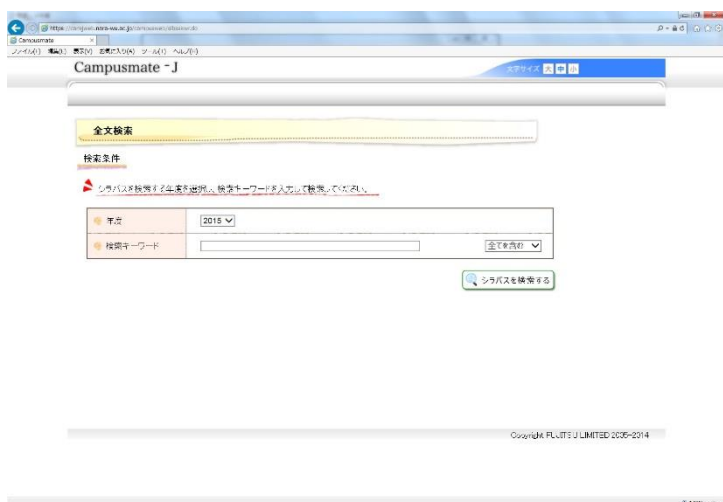 Campusmate
ファイル(F) 編集(E) 表示(V) お気に入り(A) ツール(T) ヘルプ(H)
Campusmate - J
文字サイズ 大 中 小
全文検索
検索条件
シラバスを検索する年度を選択し、検索キーワードを入力して検索してください。
年度 2015
検索キーワード 全てを含む
シラバスを検索する
Copyright FUJITSU LIMITED 2005-2014